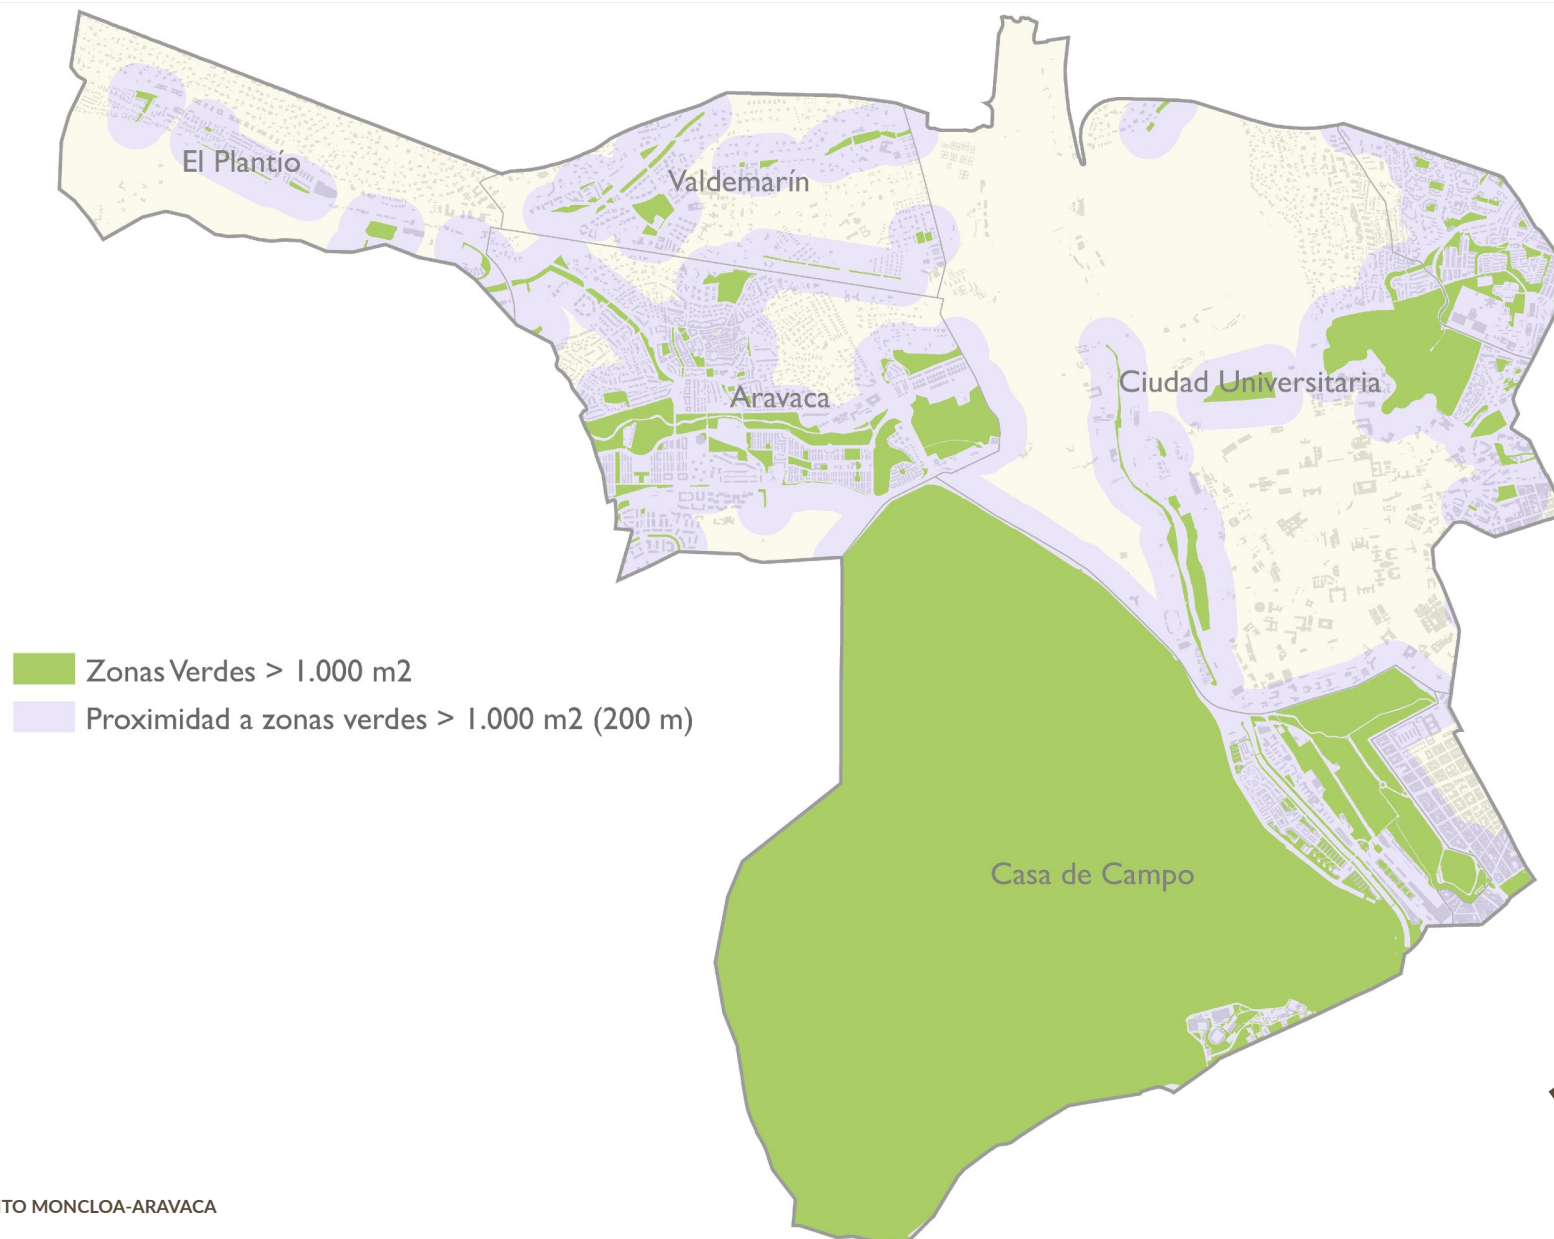 El Plantío
Valdemarín
Aravaca
Ciudad Universitaria
Zonas Verdes > 1.000 m2
Proximidad a zonas verdes > 1.000 m2 (200 m)
Casa de Campo
TO MONCLOA-ARAVACA